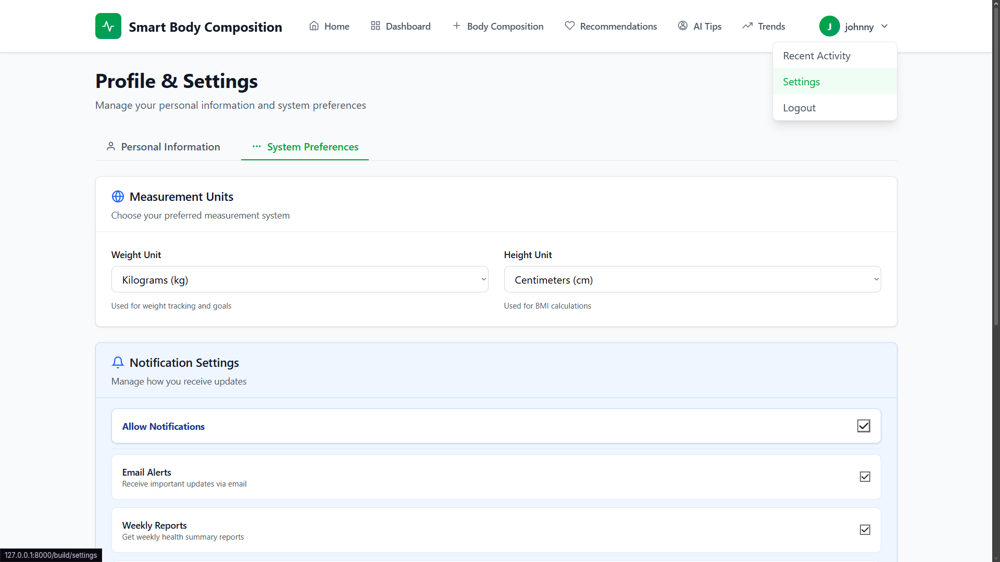 Smart Body Composition
Home
Dashboard
Body Composition
Recommendations
AI Tips
Trends
J
johnny
Recent Activity
Settings
Logout
Profile & Settings
Manage your personal information and system preferences
Personal Information
System Preferences
Measurement Units
Choose your preferred measurement system
Weight Unit
Kilograms (kg)
Used for weight tracking and goals
Height Unit
Centimeters (cm)
Used for BMI calculations
Notification Settings
Manage how you receive updates
Allow Notifications
Email Alerts
Receive important updates via email
Weekly Reports
Get weekly health summary reports
127.0.0.1:8000/build/settings